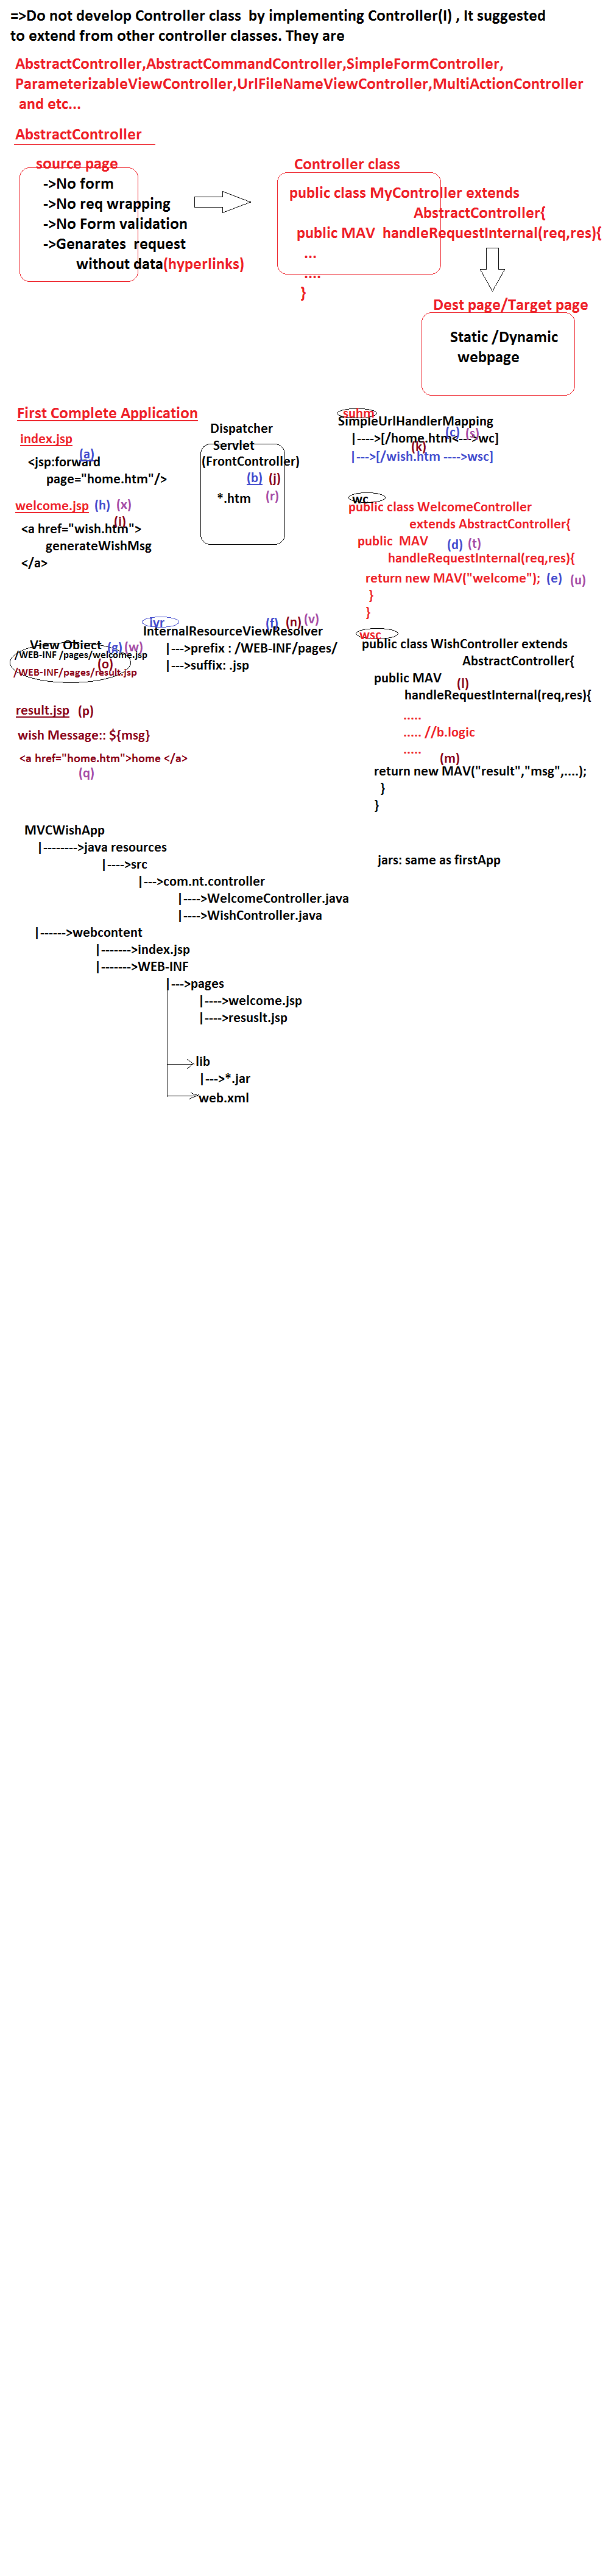 =>Do not develop Controller class  by implementing Controller(I) , It suggested
to extend from other controller classes. They are
AbstractController,AbstractCommandController,SimpleFormController,
ParameterizableViewController,UrlFileNameViewController,MultiActionController
and etc...
AbstractController
source page
->No form
->No req wrapping
->No Form validation
->Genarates  request
without data(hyperlinks)
Controller class
public class MyController extends
AbstractController{
public MAV  handleRequestInternal(req,res){
...
....
}
Dest page/Target page
Static /Dynamic
webpage
First Complete Application
index.jsp
(a)
<jsp:forward
page="home.htm"/>
welcome.jsp (h) (x)
(i)
<a href="wish.htm">
generateWishMsg
</a>
Dispatcher
Servlet
(FrontController)
(b) (j)
*.htm (r)
suhm
SimpleUrlHandlerMapping
(c) (s)
|---->[/home.htm<--->wc]
(k)
|--->[/wish.htm ---->wsc]
wc
public class WelcomeController
extends AbstractController{
public  MAV (d) (t)
handleRequestInternal(req,res){
return new MAV("welcome"); (e) (u)
}
}
ivr
(f) (n) (v)
InternalResourceViewResolver
|--->prefix : /WEB-INF/pages/
|--->suffix: .jsp
View Object (g) (w)
/WEB-INF /pages/welcome.jsp
(o)
/WEB-INF/pages/result.jsp
wsc
public class WishController extends
AbstractController{
public MAV (l)
handleRequestInternal(req,res){
.....
..... //b.logic
.....
(m)
return new MAV("result","msg",....);
}
}
result.jsp (p)
wish Message:: ${msg}
<a href="home.htm">home </a>
(q)
MVCWishApp
|-------->java resources
|---->src
|--->com.nt.controller
|---->WelcomeController.java
|---->WishController.java
|------>webcontent
|------->index.jsp
|------->WEB-INF
|--->pages
|---->welcome.jsp
|---->resuslt.jsp
lib
|--->*.jar
web.xml
jars: same as firstApp